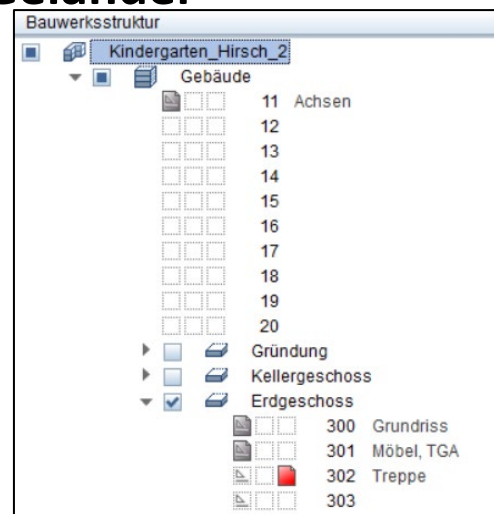 Bauwerksstruktur
Kindergarten_Hirsch_2
Gebäude
11 Achsen
12
13
14
15
16
17
18
19
20
Gründung
Kellergeschoss
Erdgeschoss
300 Grundriss
301 Möbel, TGA
302 Treppe
303